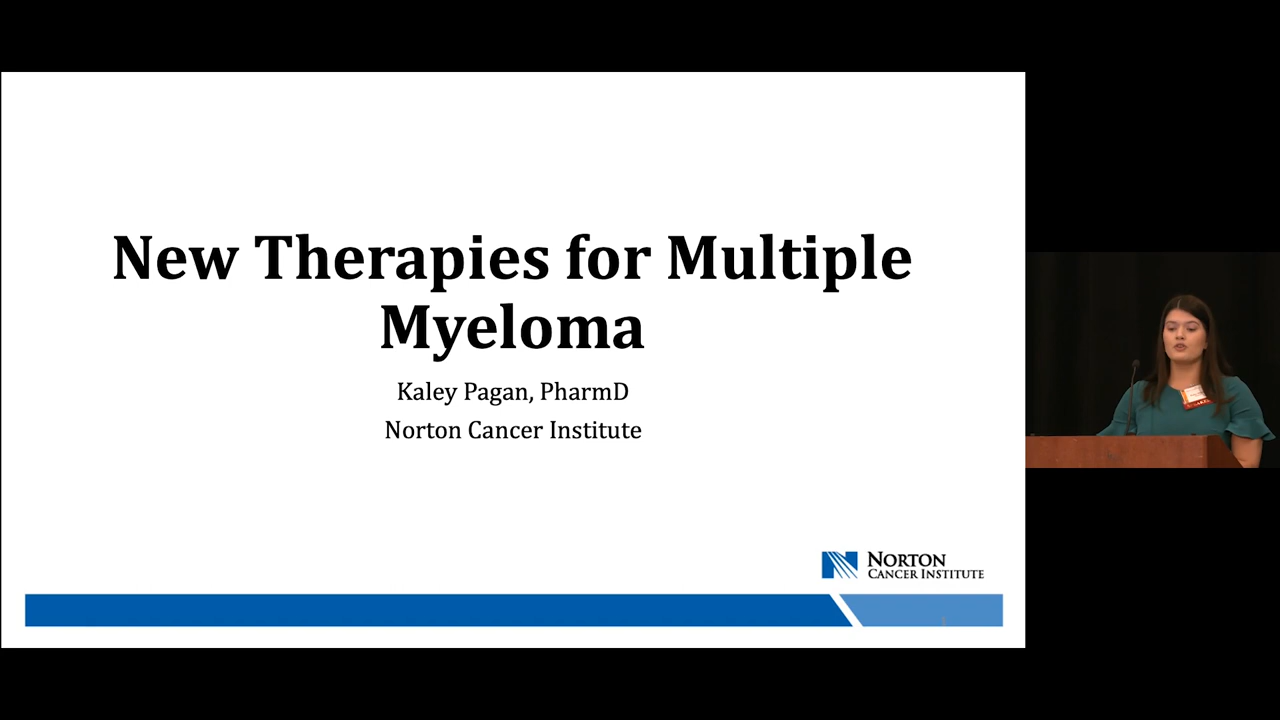 New Therapies for Multiple
Myeloma
Kaley Pagan, PharmD
Norton Cancer Institute
NORTON
CANCER INSTITUTE